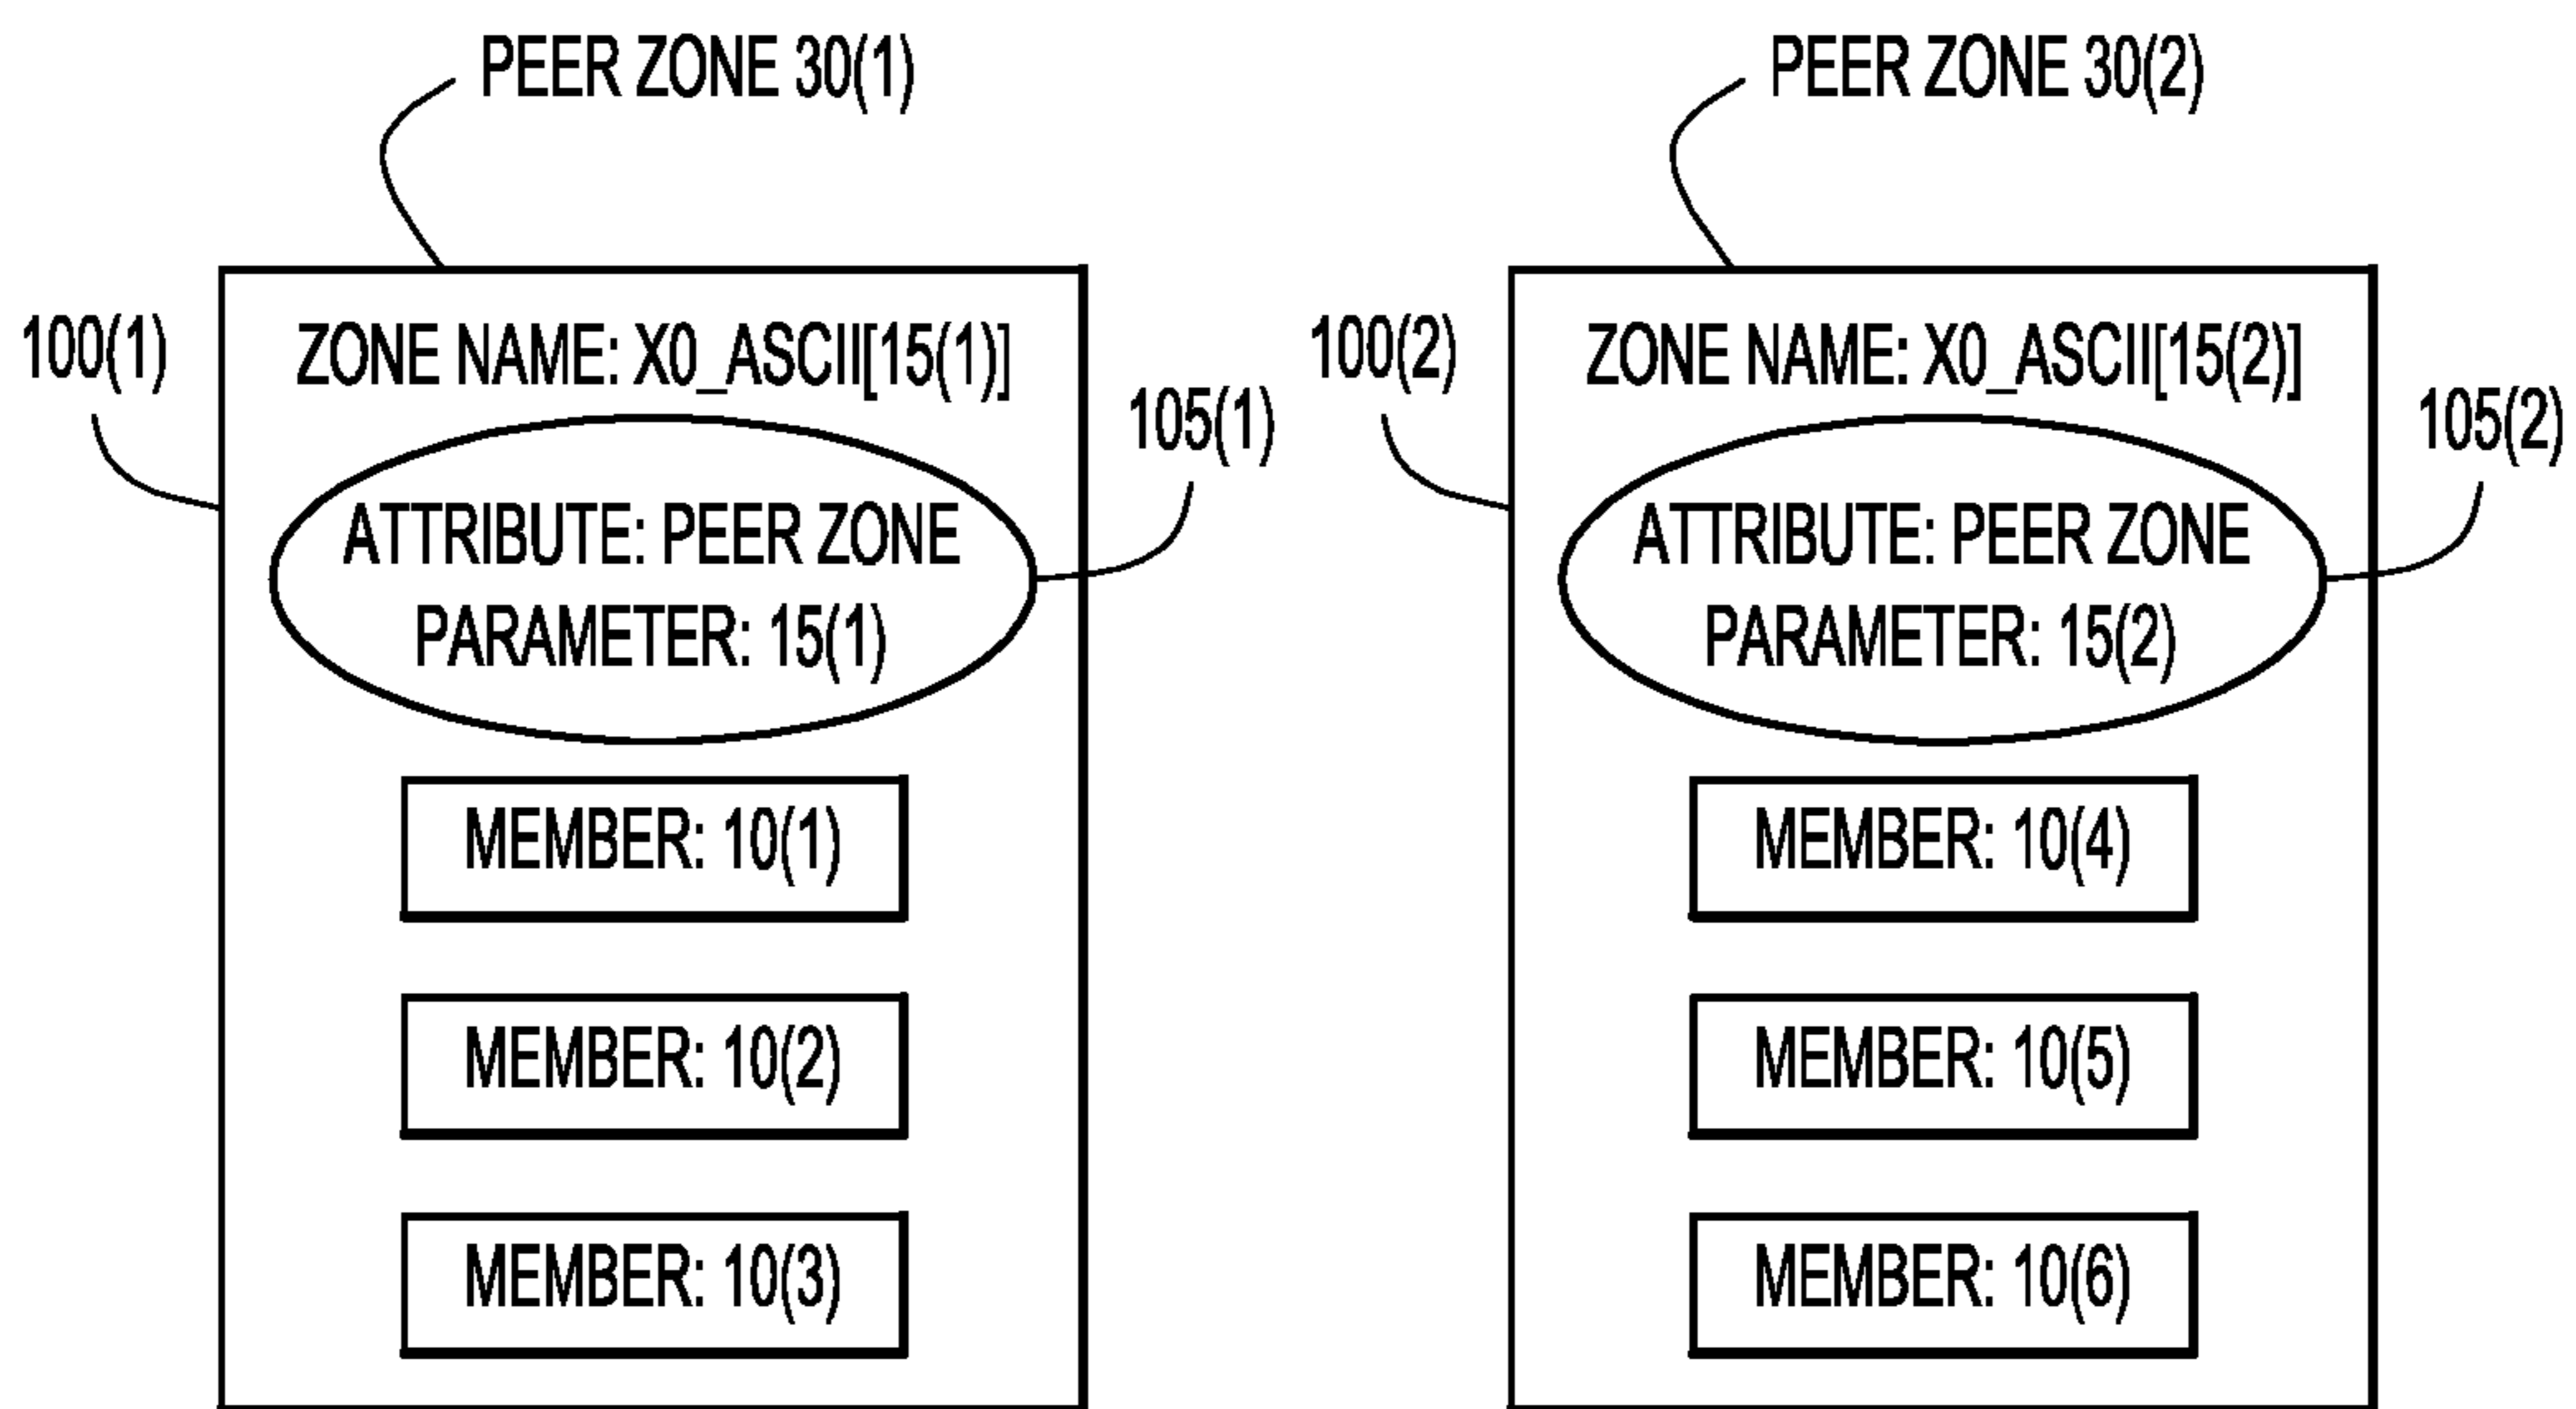 PEER ZONE 30(1)
100(1)
ZONE NAME: X0_ASCII[15(1)]
105(1)
ATTRIBUTE: PEER ZONE
PARAMETER: 15(1)
MEMBER: 10(1)
MEMBER: 10(2)
MEMBER: 10(3)
PEER ZONE 30(2)
100(2)
ZONE NAME: X0_ASCII[15(2)]
105(2)
ATTRIBUTE: PEER ZONE
PARAMETER: 15(2)
MEMBER: 10(4)
MEMBER: 10(5)
MEMBER: 10(6)